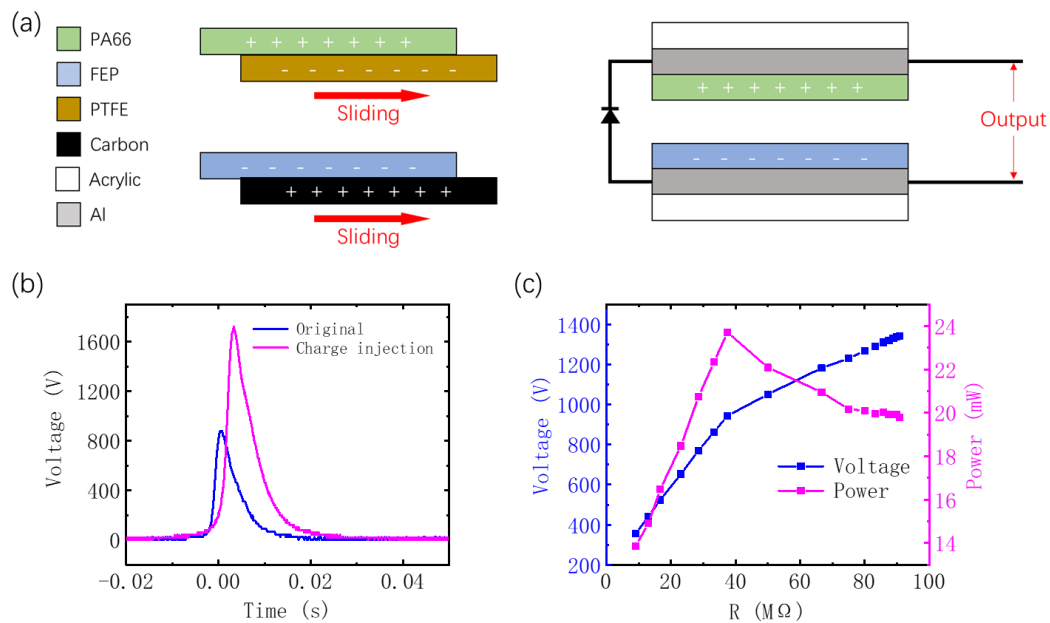 (a)
PA66
FEP
PTFE
Carbon
Acrylic
Al
+ + + + + + +
- - - - - - -
Sliding
- - - - - - -
+ + + + + + +
Sliding
+ + + + + + +
- - - - - - -
Output
(b)
Voltage (V)
1600
1200
800
400
0
-0.02
0.00
0.02
0.04
Time (s)
Original
Charge injection
(c)
Voltage (V)
1400
1200
1000
800
600
400
200
0
20
40
60
80
100
R (MΩ)
Voltage
Power
24
22
20
18
16
14
Power (mW)